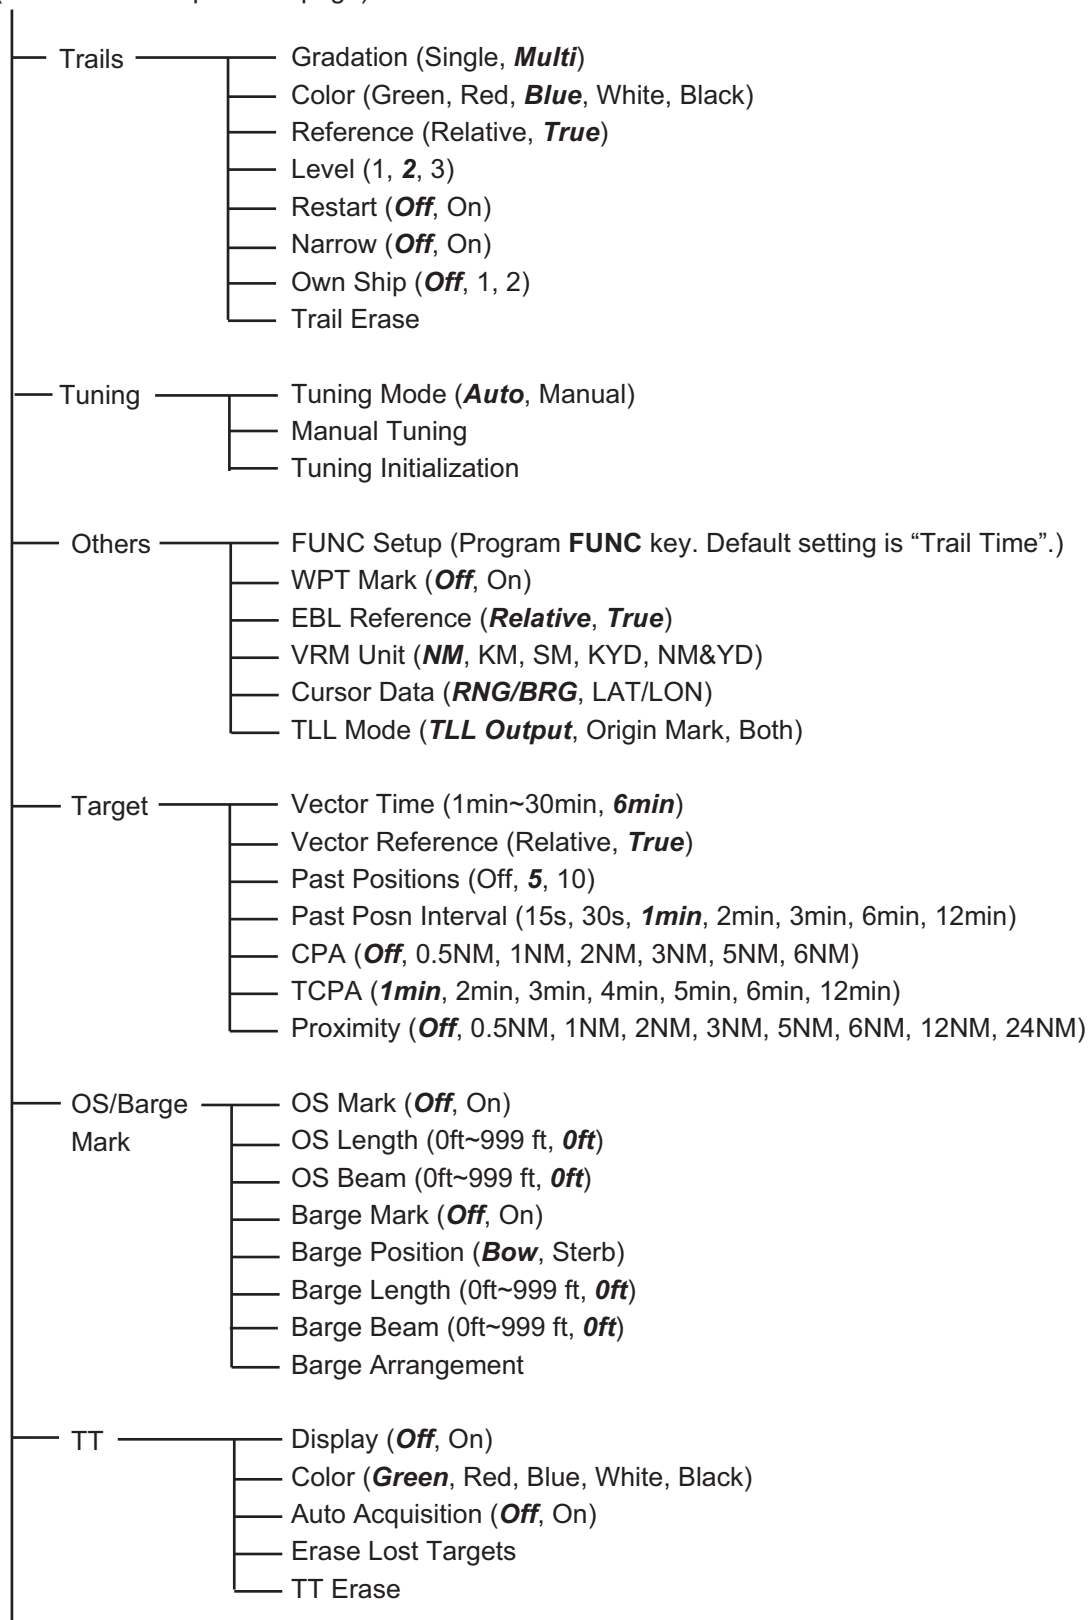 Trails
Gradation (Single, Multi)
Color (Green, Red, Blue, White, Black)
Reference (Relative, True)
Level (1, 2, 3)
Restart (Off, On)
Narrow (Off, On)
Own Ship (Off, 1, 2)
Trail Erase
Tuning
Tuning Mode (Auto, Manual)
Manual Tuning
Tuning Initialization
Others
FUNC Setup (Program FUNC key. Default setting is “Trail Time”.)
WPT Mark (Off, On)
EBL Reference (Relative, True)
VRM Unit (NM, KM, SM, KYD, NM&YD)
Cursor Data (RNG/BRG, LAT/LON)
TLL Mode (TLL Output, Origin Mark, Both)
Target
Vector Time (1min~30min, 6min)
Vector Reference (Relative, True)
Past Positions (Off, 5, 10)
Past Posn Interval (15s, 30s, 1min, 2min, 3min, 6min, 12min)
CPA (Off, 0.5NM, 1NM, 2NM, 3NM, 5NM, 6NM)
TCPA (1min, 2min, 3min, 4min, 5min, 6min, 12min)
Proximity (Off, 0.5NM, 1NM, 2NM, 3NM, 5NM, 6NM, 12NM, 24NM)
OS/Barge
Mark
OS Mark (Off, On)
OS Length (0ft~999 ft, 0ft)
OS Beam (0ft~999 ft, 0ft)
Barge Mark (Off, On)
Barge Position (Bow, Sterb)
Barge Length (0ft~999 ft, 0ft)
Barge Beam (0ft~999 ft, 0ft)
Barge Arrangement
TT
Display (Off, On)
Color (Green, Red, Blue, White, Black)
Auto Acquisition (Off, On)
Erase Lost Targets
TT Erase